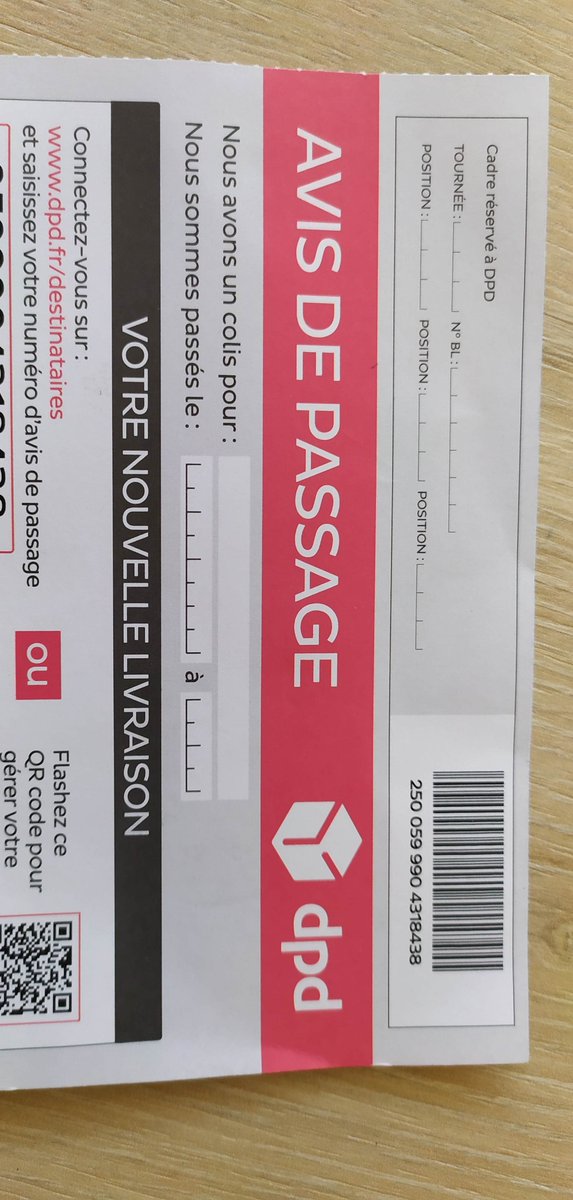 Cadre réservé à DPD
TOURNÉE : N° BL :
POSITION : POSITION : POSITION :
250 059 990 4318438
AVIS DE PASSAGE
dpd
Nous avons un colis pour :
Nous sommes passés le : à
VOTRE NOUVELLE LIVRAISON
Connectez-vous sur :
www.dpd.fr/destinataires
et saisissez votre numéro d'avis de passage
OU
Flashez ce
QR code pour
gérer votre